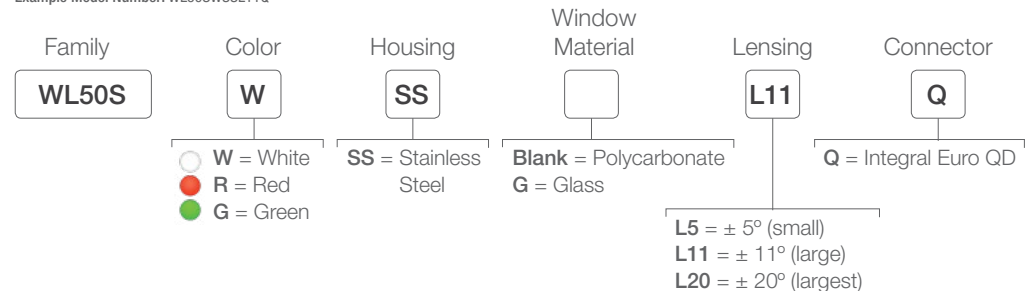 Family
Color
Housing
Window
Material
Lensing
Connector
WL50S
W
SS
L11
Q
W = White
R = Red
G = Green
SS = Stainless
Steel
Blank = Polycarbonate
G = Glass
L5 = ± 5º (small)
L11 = ± 11º (large)
L20 = ± 20º (largest)
Q = Integral Euro QD